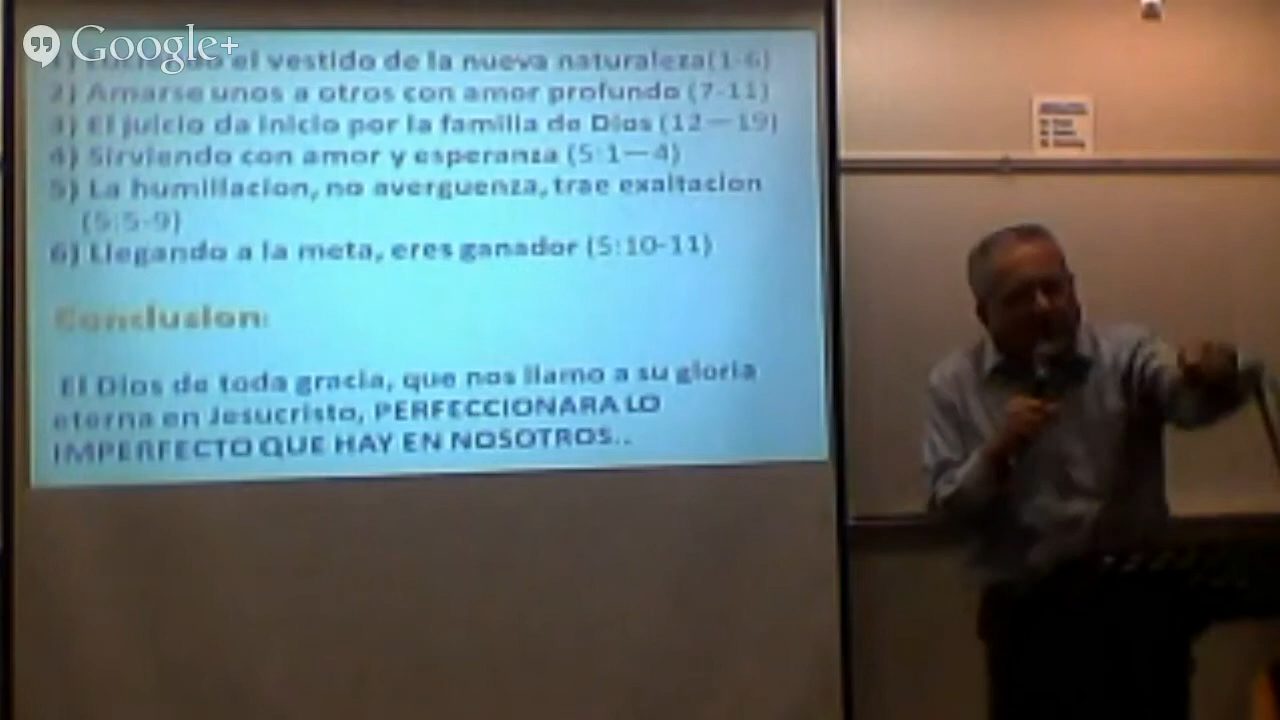 Google+
el vestido de la nueva naturaleza(1-6)
2) Amarse unos a otros con amor profundo (7-11)
3) El juicio da inicio por la familia de Dios (12—19)
4) Sirviendo con amor y esperanza (5:1—4)
5) La humillacion, no averguenza, trae exaltacion
(5:5-9)
6) Llegando a la meta, eres ganador (5:10-11)
Conclusion:
El Dios de toda gracia, que nos llamo a su gloria
eterna en Jesucristo, PERFECCIONARA LO
IMPERFECTO QUE HAY EN NOSOTROS..